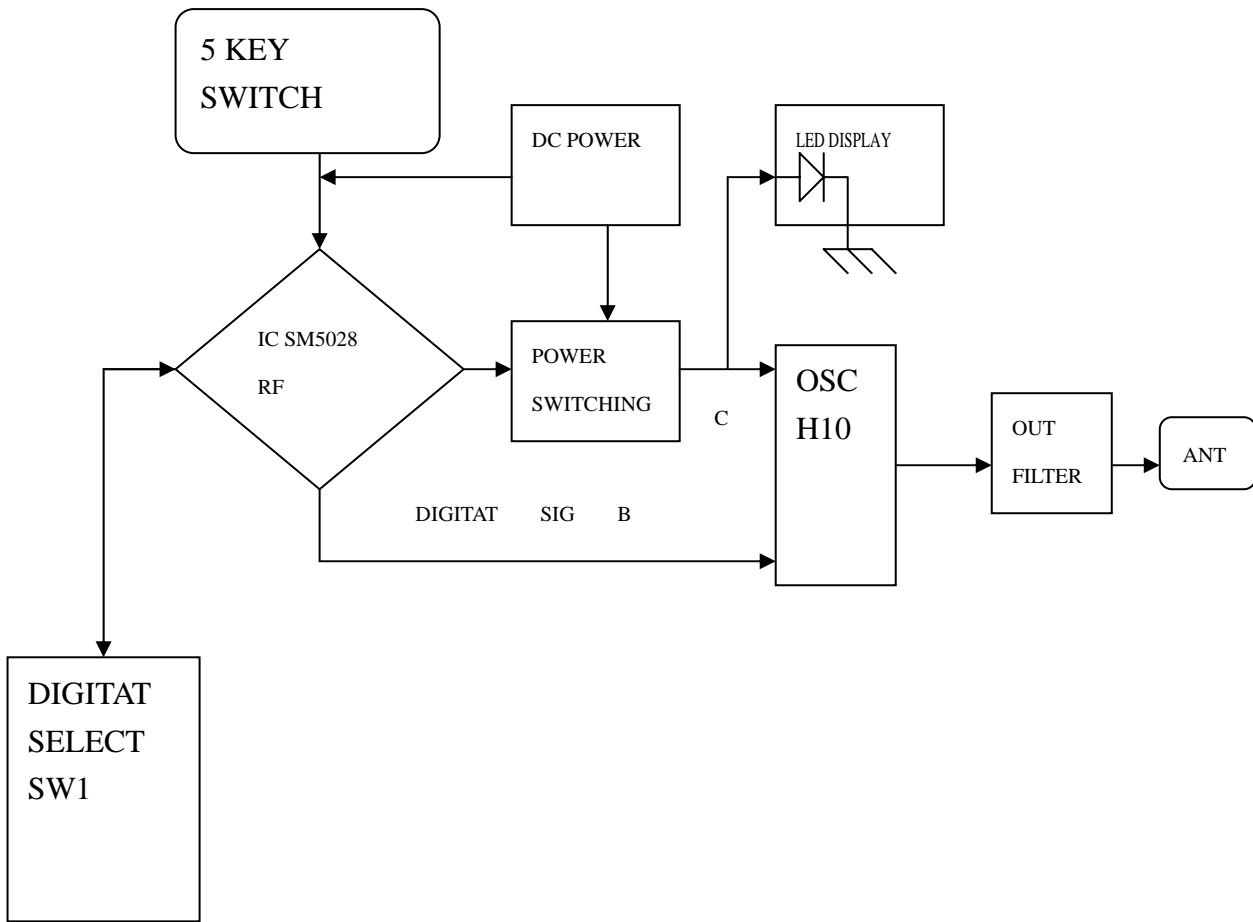 5 KEY
SWITCH
DC POWER
LED DISPLAY
IC SM5028
RF
POWER
SWITCHING
C
OSC
H10
OUT
FILTER
ANT
DIGITAT SIG B
DIGITAT
SELECT
SW1